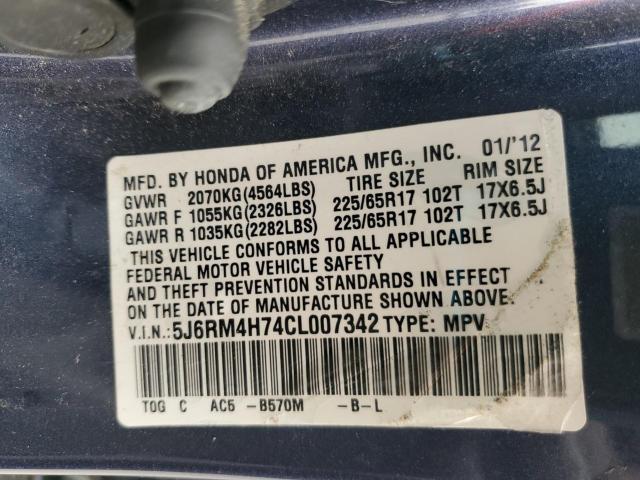 MFD. BY HONDA OF AMERICA MFG., INC. 01/'12
GVWR 2070KG(4564LBS) TIRE SIZE RIM SIZE
GAWR F 1055KG(2326LBS) 225/65R17 102T 17X6.5J
GAWR R 1035KG(2282LBS) 225/65R17 102T 17X6.5J
THIS VEHICLE CONFORMS TO ALL APPLICABLE
FEDERAL MOTOR VEHICLE SAFETY
AND THEFT PREVENTION STANDARDS IN EFFECT
ON THE DATE OF MANUFACTURE SHOWN ABOVE.
V.I.N.:5J6RM4H74CL007342 TYPE: MPV
TOG C AC5 -B570M -B-L